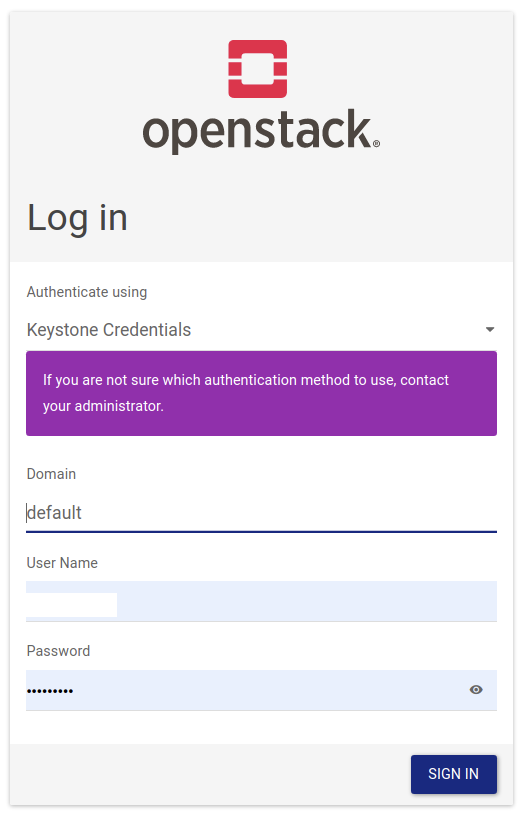 openstack®
Log in
Authenticate using
Keystone Credentials
If you are not sure which authentication method to use, contact
your administrator.
Domain
default
User Name
Password
•••••••••
SIGN IN